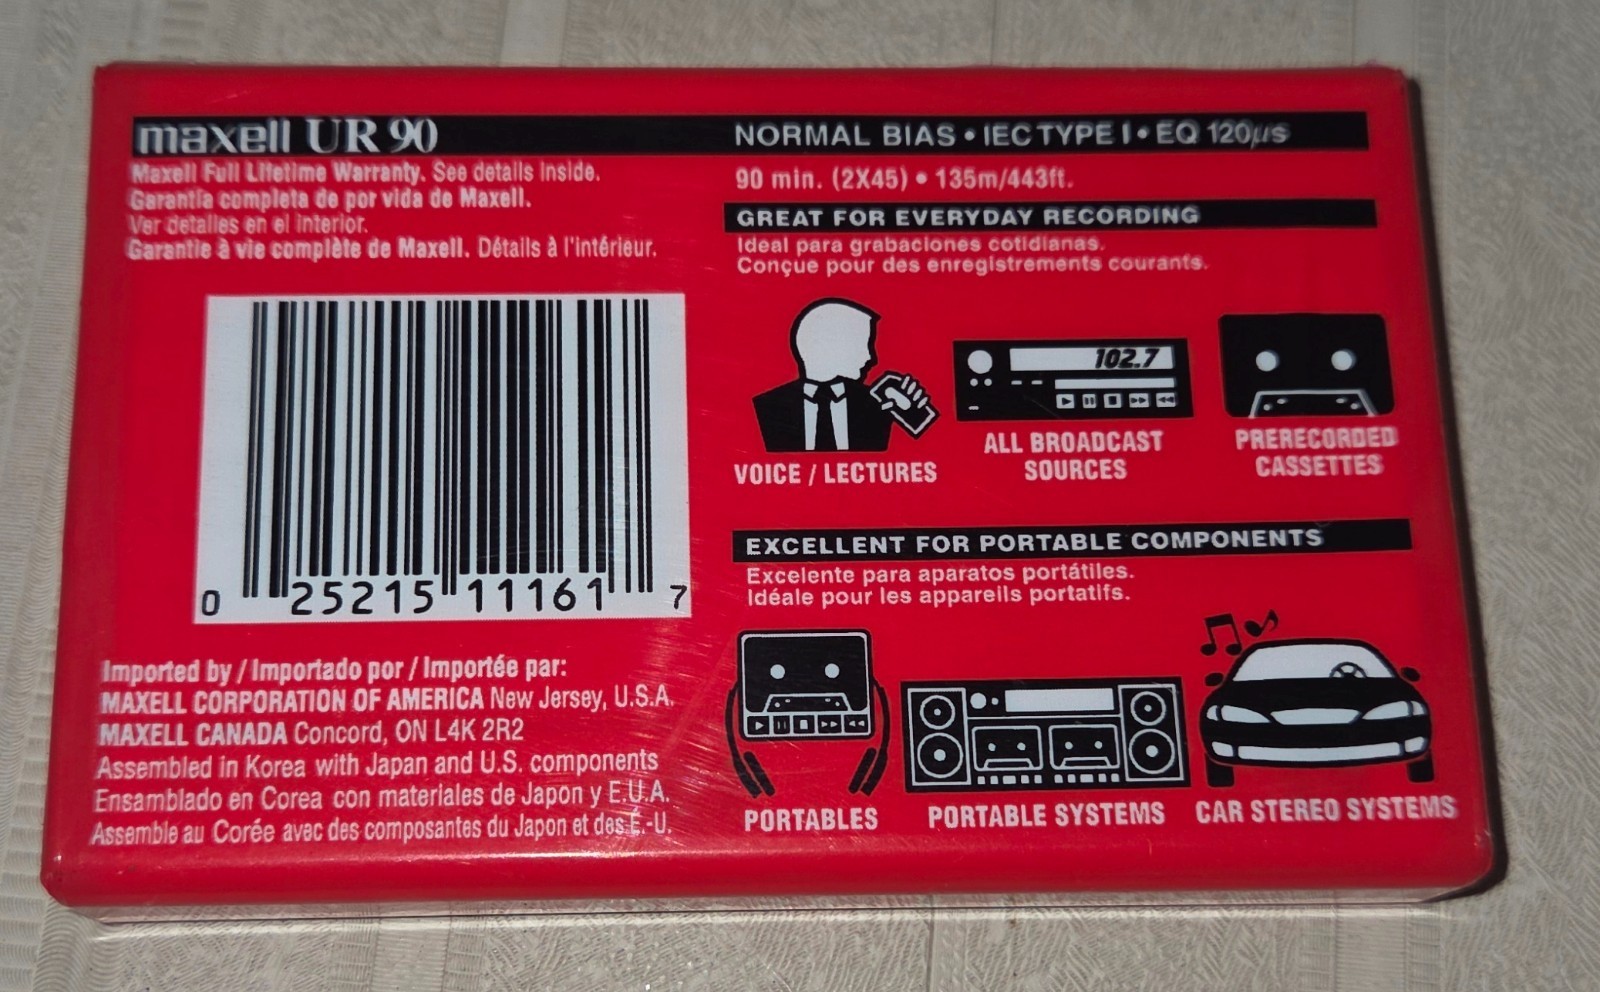 maxell UR 90
Maxell Full Lifetime Warranty. See details inside.
Garantía completa de por vida de Maxell.
Ver detalles en el interior.
Garantie à vie complète de Maxell. Détails à l'intérieur.
0 25215 11161 7
Imported by / Importado por / Importée par:
MAXELL CORPORATION OF AMERICA New Jersey, U.S.A.
MAXELL CANADA Concord, ON L4K 2R2
Assembled in Korea with Japan and U.S. components
Ensamblado en Corea con materiales de Japon y E.U.A.
Assemble au Corée avec des composantes du Japon et des É.-U.
NORMAL BIAS • IEC TYPE I • EQ 120µs
90 min. (2X45) • 135m/443ft.
GREAT FOR EVERYDAY RECORDING
Ideal para grabaciones cotidianas.
Conçue pour des enregistrements courants.
102.7
VOICE / LECTURES
ALL BROADCAST
SOURCES
PRERECORDED
CASSETTES
EXCELLENT FOR PORTABLE COMPONENTS
Excelente para aparatos portátiles.
Idéale pour les appareils portatifs.
PORTABLES
PORTABLE SYSTEMS
CAR STEREO SYSTEMS